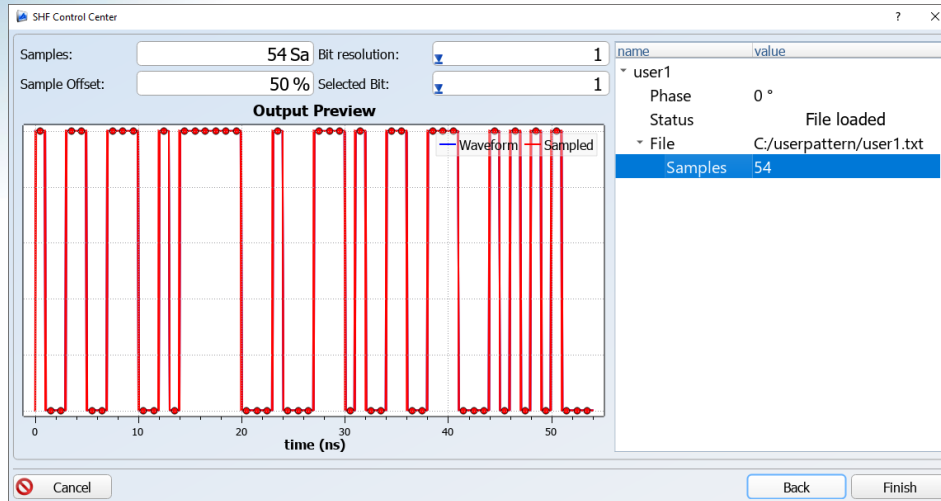 SHF Control Center
Samples: 54 Sa Bit resolution: 1
Sample Offset: 50 % Selected Bit: 1
Output Preview
Waveform Sampled
0 10 20 30 40 50
time (ns)
name value
user1
Phase 0 °
Status File loaded
File C:/userpattern/user1.txt
Samples 54
Cancel Back Finish